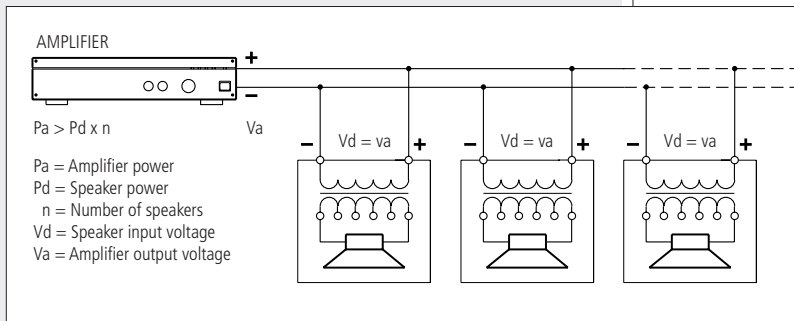 AMPLIFIER
+
–
Pa > Pd x n
Va
– Vd = va +
– Vd = va +
– Vd = va +
Pa = Amplifier power
Pd = Speaker power
n = Number of speakers
Vd = Speaker input voltage
Va = Amplifier output voltage